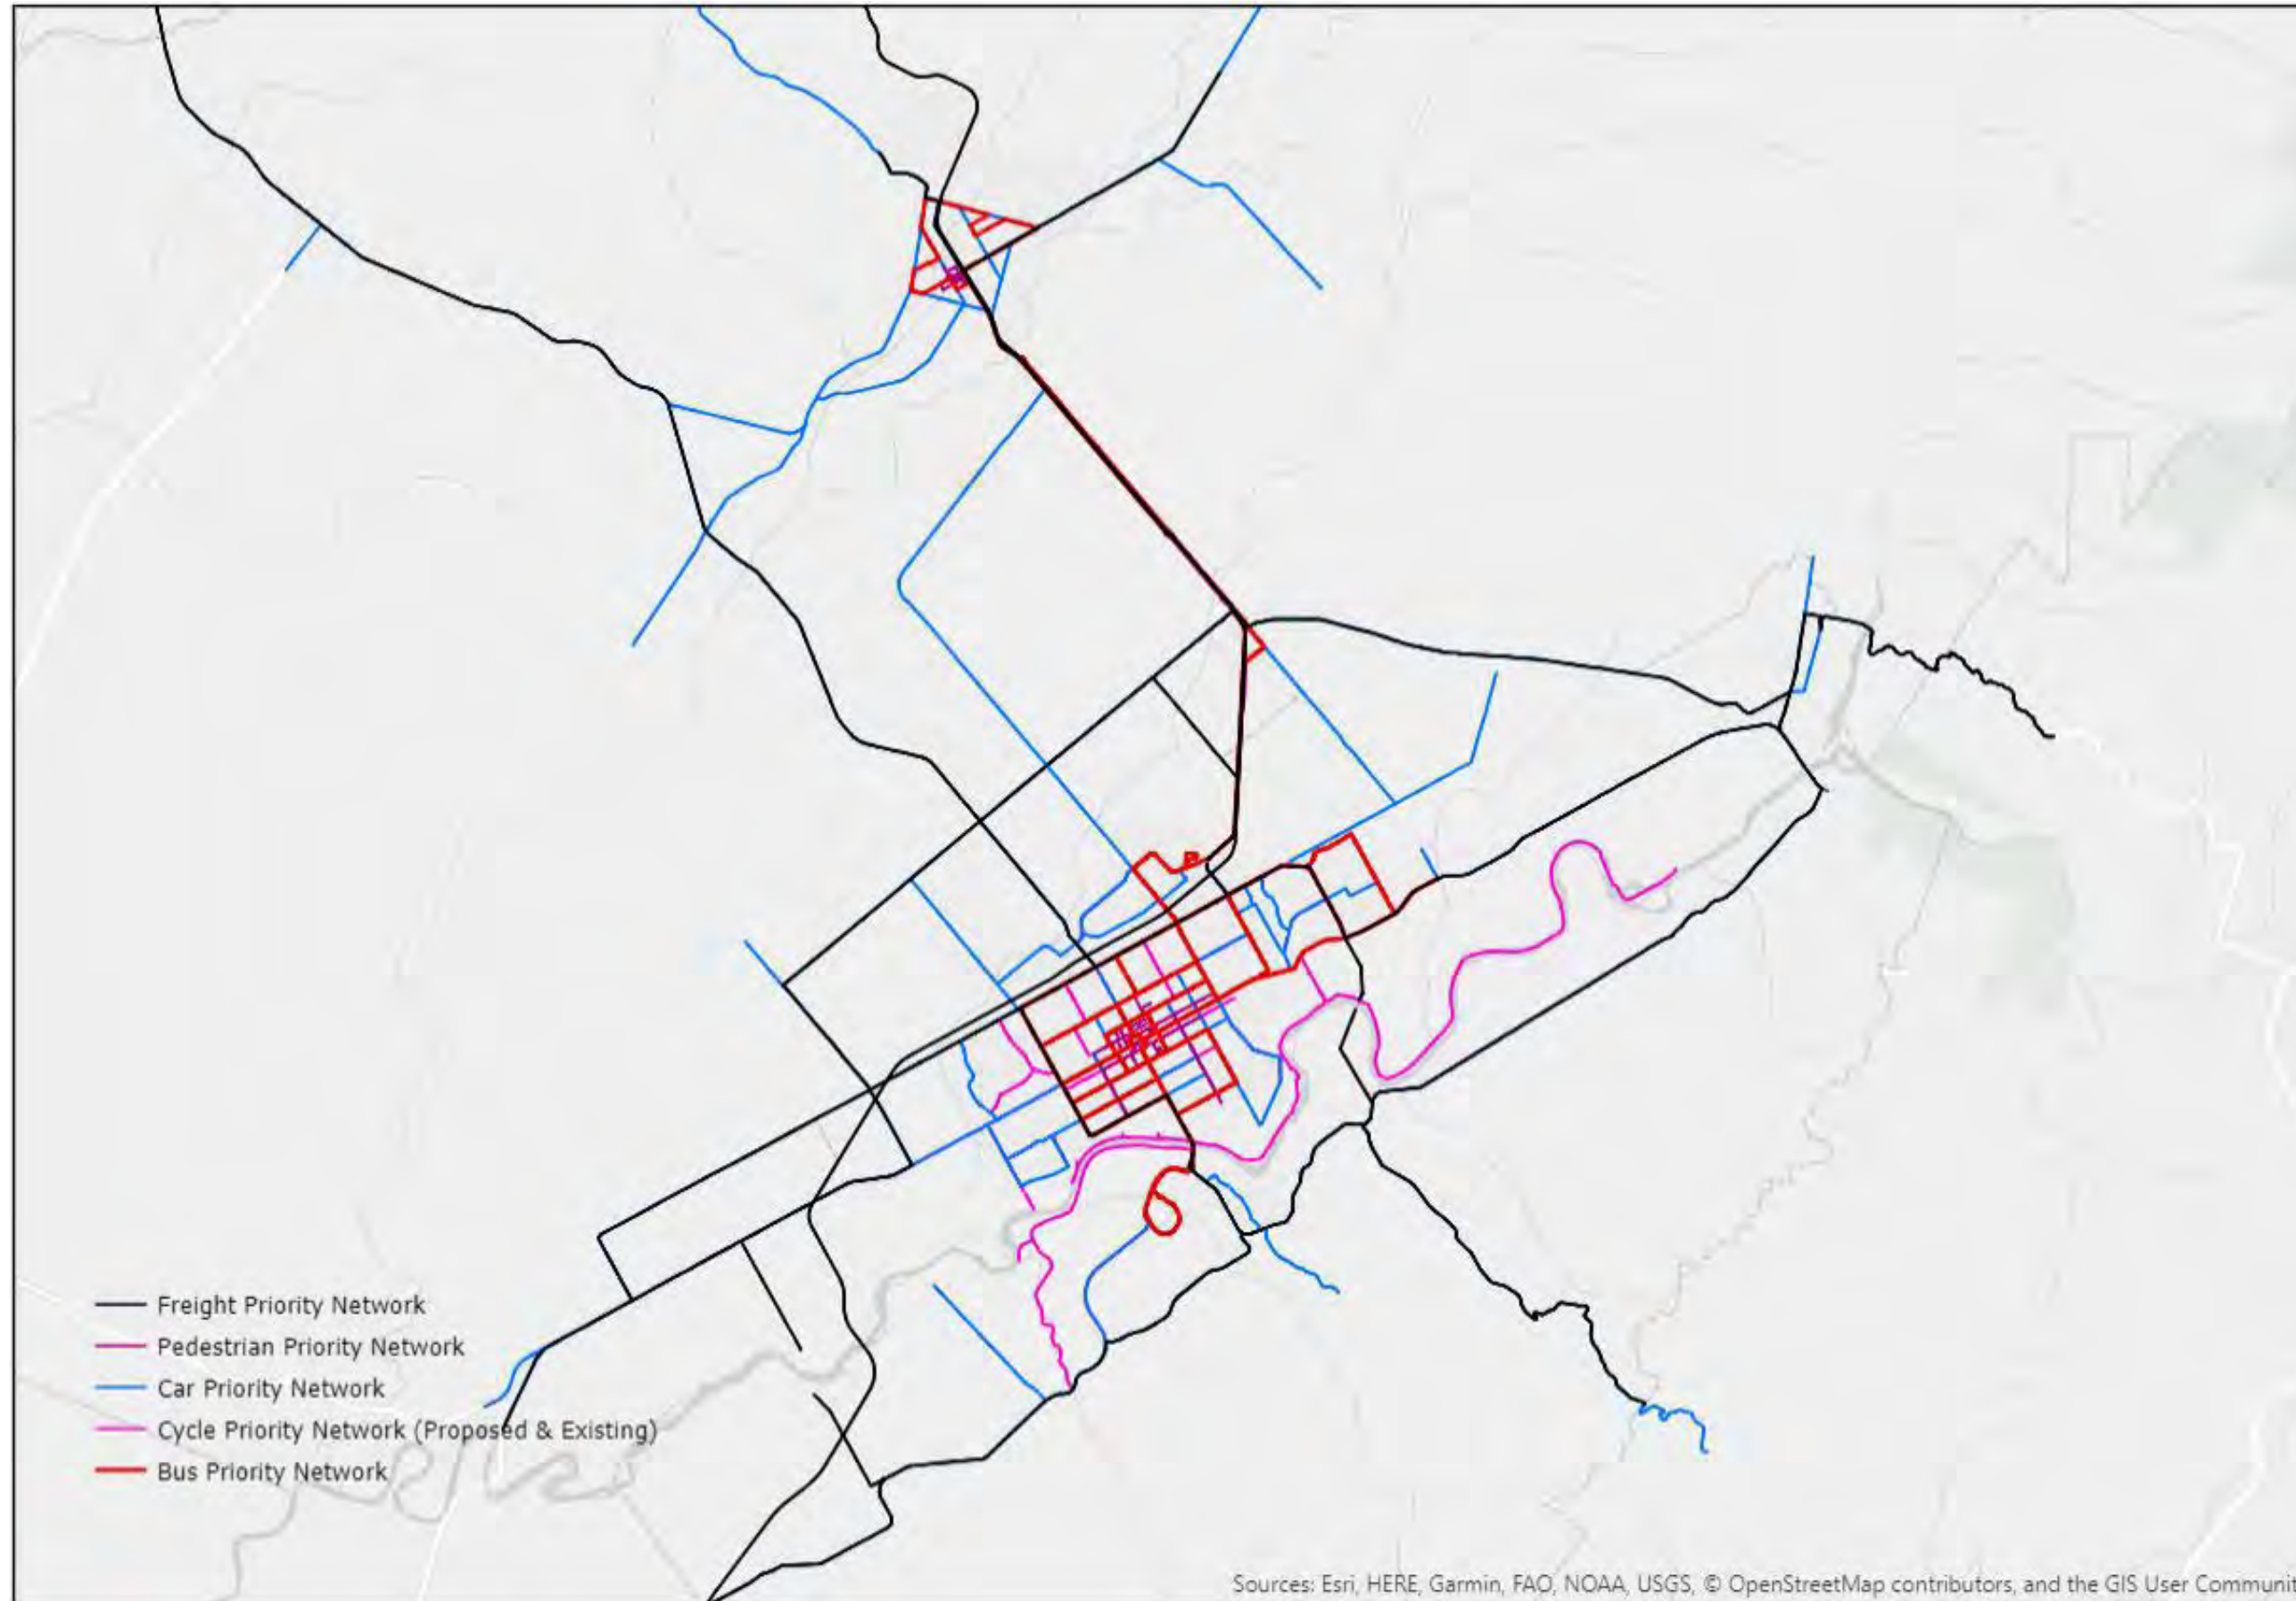 Freight Priority Network
Pedestrian Priority Network
Car Priority Network
Cycle Priority Network (Proposed & Existing)
Bus Priority Network
Sources: Esri, HERE, Garmin, FAO, NOAA, USGS, © OpenStreetMap contributors, and the GIS User Communit